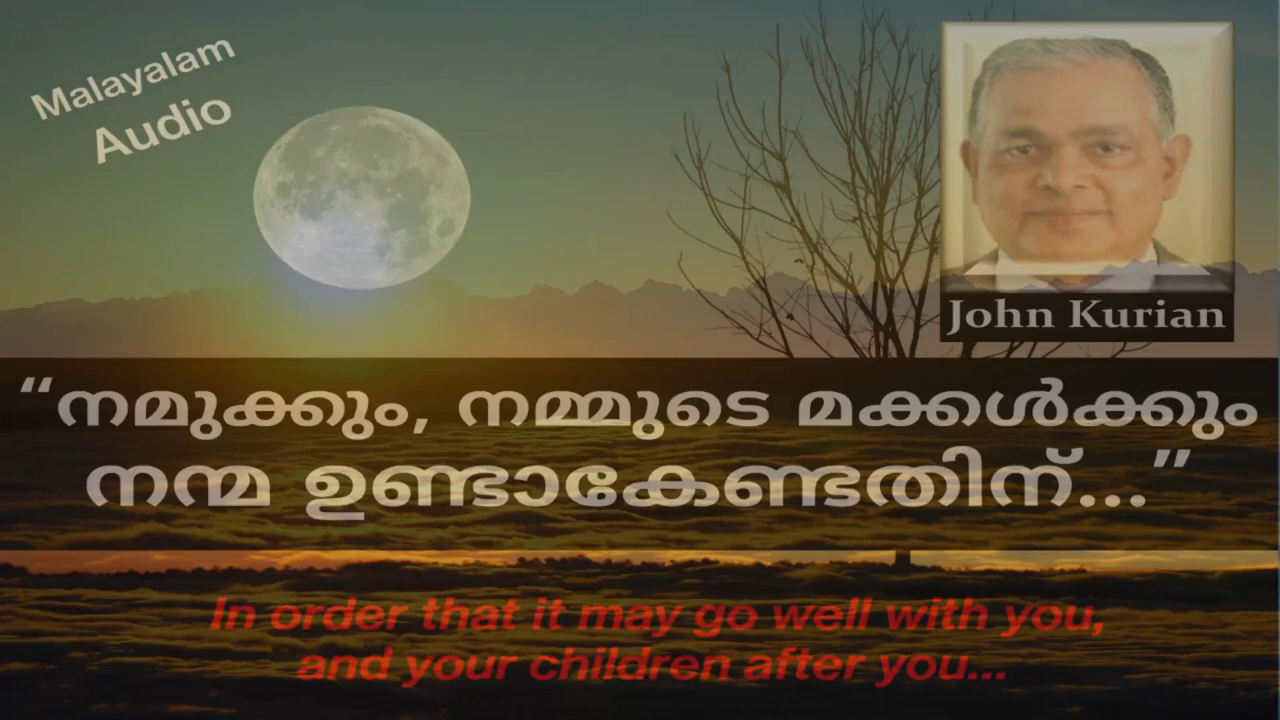 Malayalam
Audio
John Kurian
“നമുക്കും, നമ്മുടെ മക്കൾക്കും
നന്മ ഉണ്ടാകേണ്ടതിന്...”
In order that it may go well with you,
and your children after you...